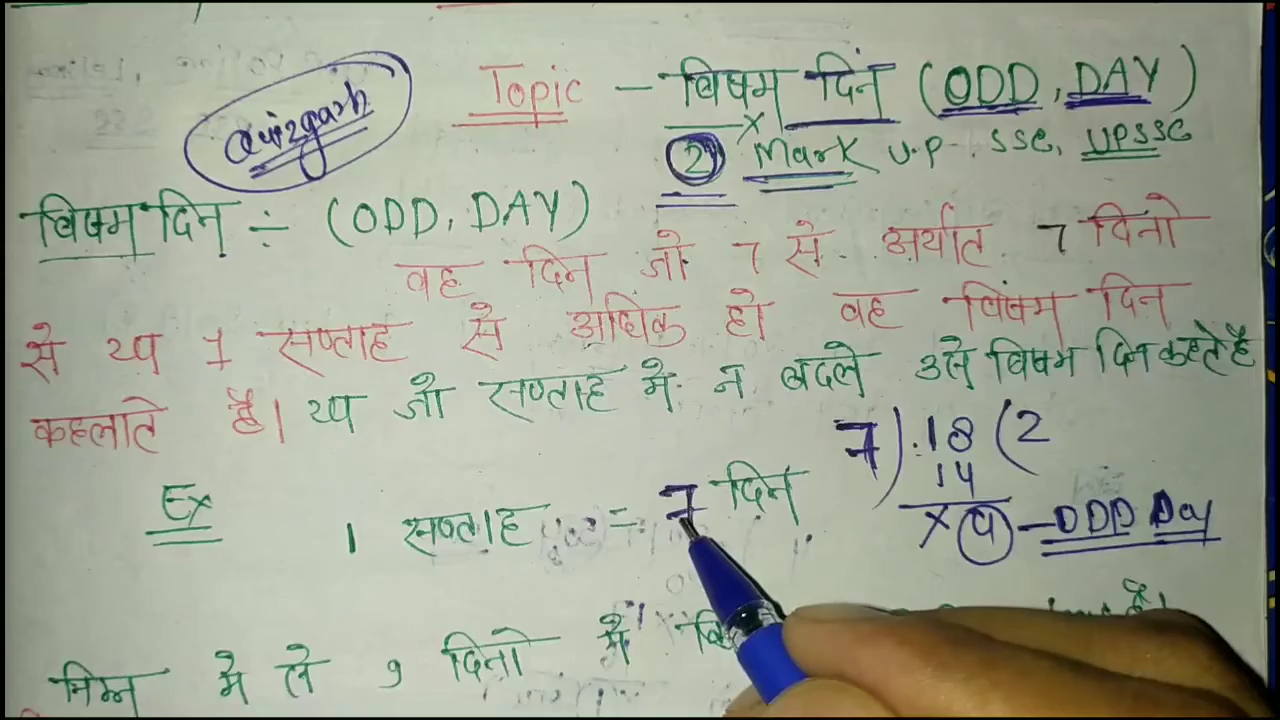 Quizgarh
Topic - विषम दिन (ODD, DAY)
2 Mark U.P. SSC, UPSSC
विषम दिन ÷ - (ODD, DAY)
वह दिन जो 7 से अर्थात 7 दिनो
से या 1 सप्ताह से अधिक हो वह विषम दिन
कहलाते है। या जो सप्ताह मे न बदले उसे विषम दिन कहते है
7) 18 (2
14
x 4 - ODD Day
Ex
1 सप्ताह = 7 दिन
निम्न मे से 9 दिनो मे